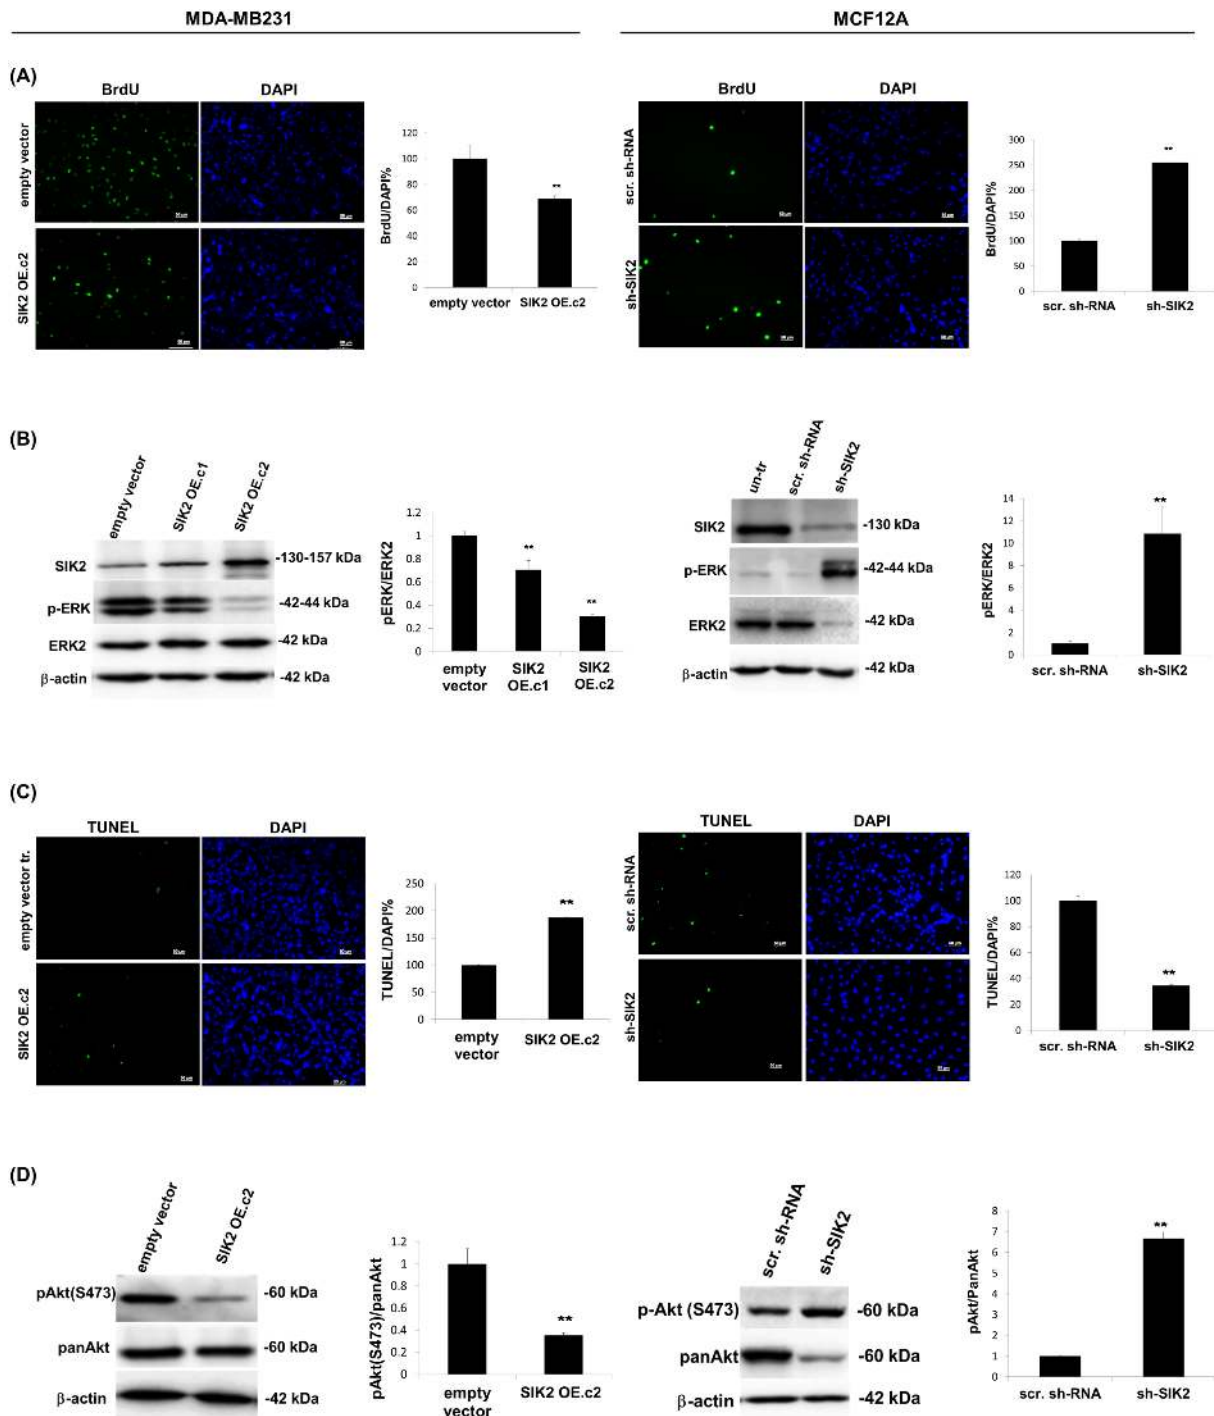 MDA-MB231
MCF12A
(A)
BrdU
DAPI
empty vector
SIK2 OE.c2
BrdU/DAPI%
120
100
80
60
40
20
0
**
empty vector
SIK2 OE.c2
BrdU
DAPI
scr. sh-RNA
sh-SIK2
BrdU/DAPI%
300
250
200
150
100
50
0
**
scr. sh-RNA
sh-SIK2
(B)
empty vector
SIK2 OE.c1
SIK2 OE.c2
SIK2
-130-157 kDa
p-ERK
-42-44 kDa
ERK2
-42 kDa
β-actin
-42 kDa
pERK/ERK2
1.2
1
0.8
0.6
0.4
0.2
0
**
**
empty
vector
SIK2
OE.c1
SIK2
OE.c2
un-tr
scr. sh-RNA
sh-SIK2
SIK2
-130 kDa
p-ERK
-42-44 kDa
ERK2
-42 kDa
β-actin
-42 kDa
pERK/ERK2
14
12
10
8
6
4
2
0
**
scr. sh-RNA
sh-SIK2
(C)
TUNEL
DAPI
empty vector tr.
SIK2 OE.c2
TUNEL/DAPI%
250
200
150
100
50
0
**
empty
vector
SIK2 OE.c2
TUNEL
DAPI
scr. sh-RNA
sh-SIK2
TUNEL/DAPI%
120
100
80
60
40
20
0
**
scr. sh-RNA
sh-SIK2
(D)
empty vector
SIK2 OE.c2
pAkt(S473)
-60 kDa
panAkt
-60 kDa
β-actin
-42 kDa
pAkt(S473)/panAkt
1.2
1
0.8
0.6
0.4
0.2
0
**
empty
vector
SIK2 OE.c2
scr. sh-RNA
sh-SIK2
p-Akt (S473)
-60 kDa
panAkt
-60 kDa
β-actin
-42 kDa
pAkt/PanAkt
8
7
6
5
4
3
2
1
0
**
scr. sh-RNA
sh-SIK2